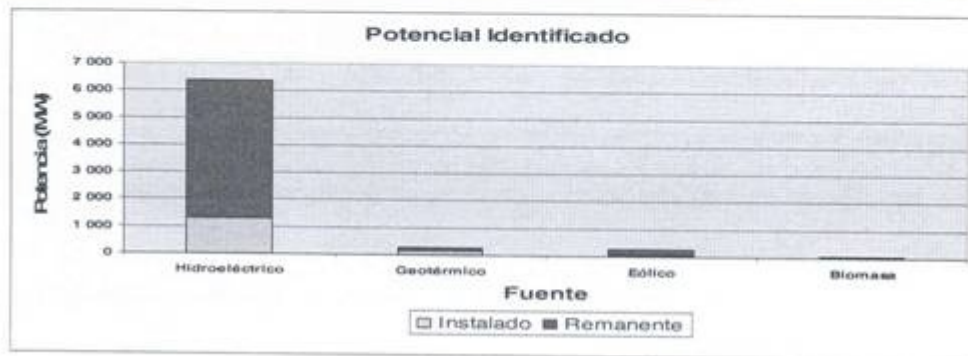 Potencial Identificado
Potencia (MW)
7 000
6 000
5 000
4 000
3 000
2 000
1 000
0
Hidroeléctrico Geotérmico Eólico Biomasa
Fuente
Instalado Remanente